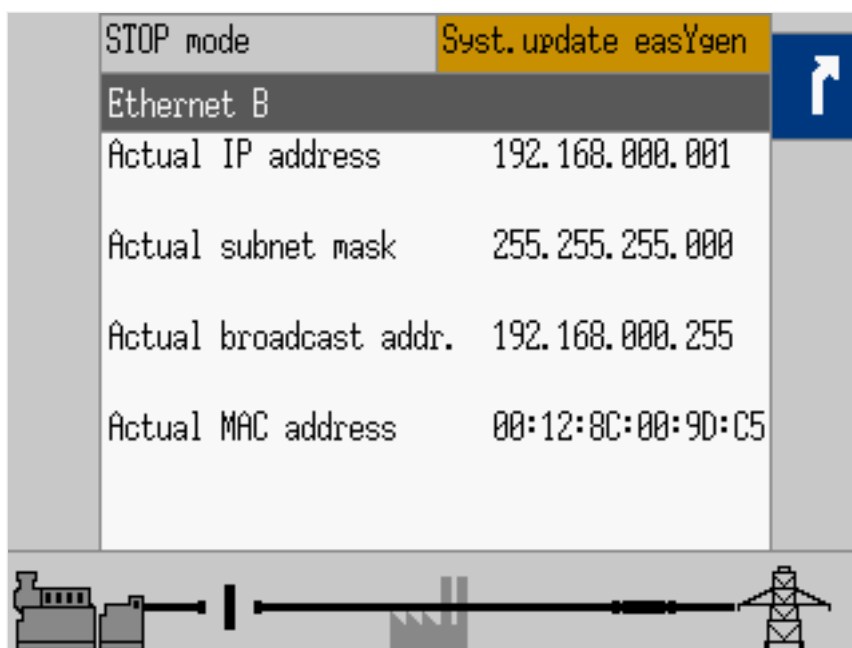 STOP mode Syst.update easYgen
Ethernet B
Actual IP address 192.168.000.001
Actual subnet mask 255.255.255.000
Actual broadcast addr. 192.168.000.255
Actual MAC address 00:12:8C:00:9D:C5